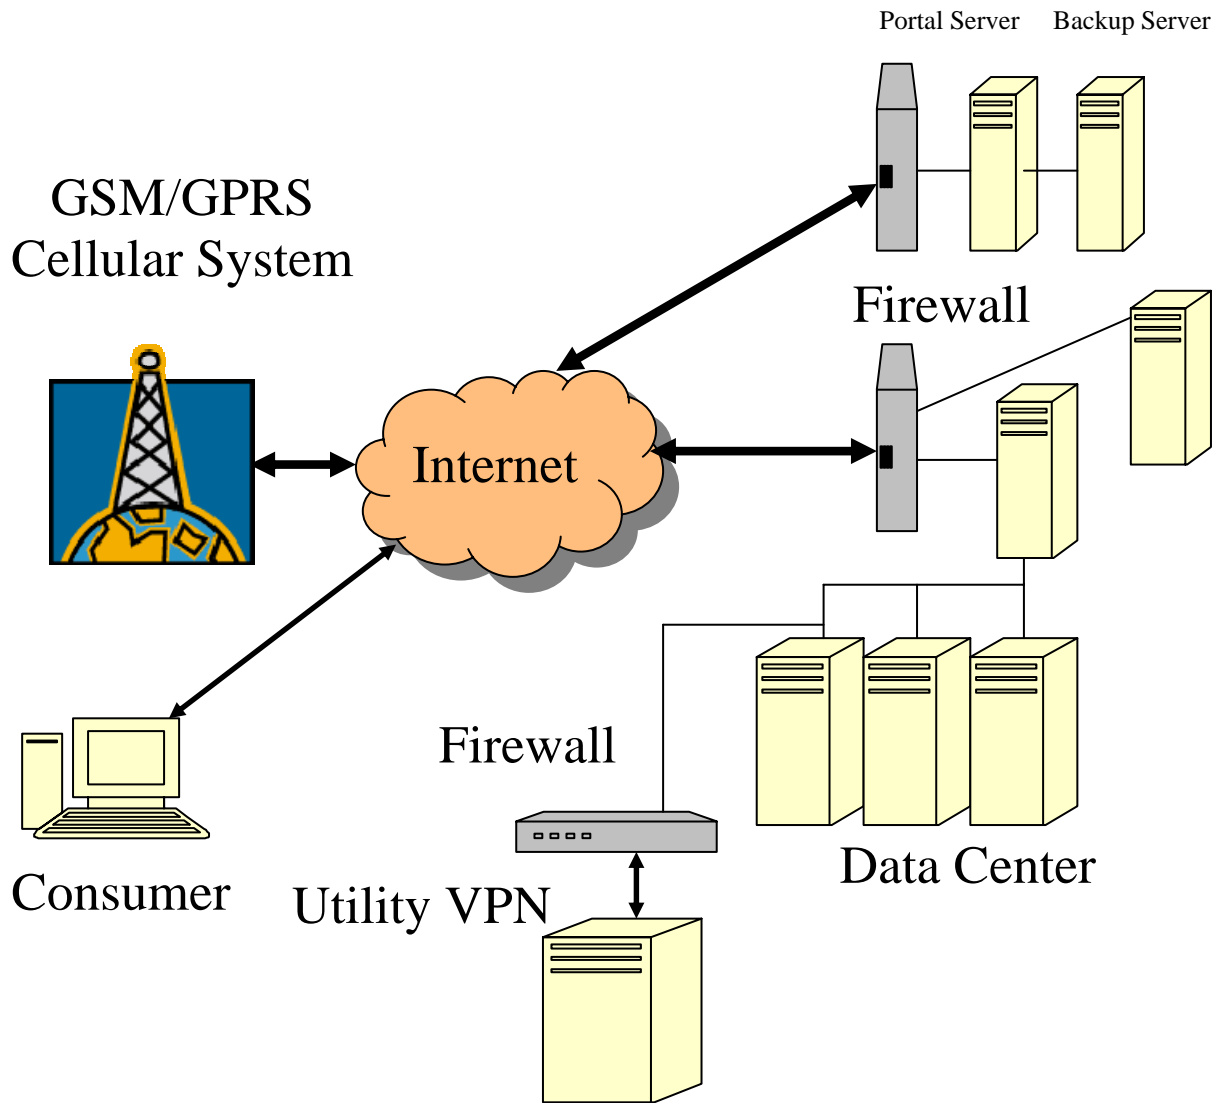 Portal Server
Backup Server
GSM/GPRS
Cellular System
Firewall
Internet
Firewall
Data Center
Consumer
Utility VPN